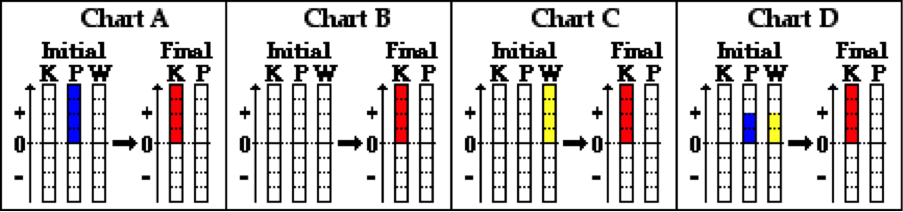 Chart A
Initial Final
K P W K P
+ +
0 0
- -
Chart B
Initial Final
K P W K P
+ +
0 0
- -
Chart C
Initial Final
K P W K P
+ +
0 0
- -
Chart D
Initial Final
K P W K P
+ +
0 0
- -